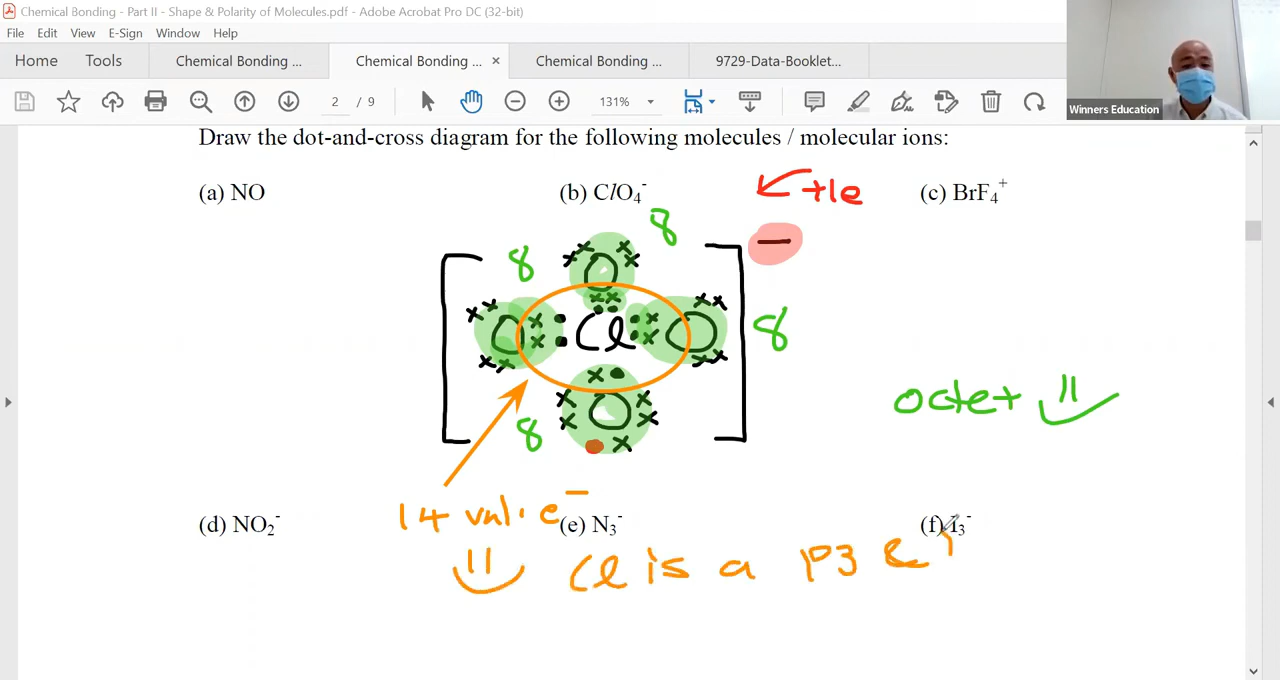 Chemical Bonding - Part II - Shape & Polarity of Molecules.pdf - Adobe Acrobat Pro DC (32-bit)
File Edit View E-Sign Window Help
Home Tools Chemical Bonding ... Chemical Bonding ... × Chemical Bonding ... 9729-Data-Booklet...
2 / 9 131%
Winners Education
Draw the dot-and-cross diagram for the following molecules / molecular ions:
(a) NO (b) ClO4- (c) BrF4+
+1e
8 8
−
O
O Cl O 8
O
8
octet
14 val. e−
(d) NO2- (e) N3- (f) I3-
Cl is a P3 e